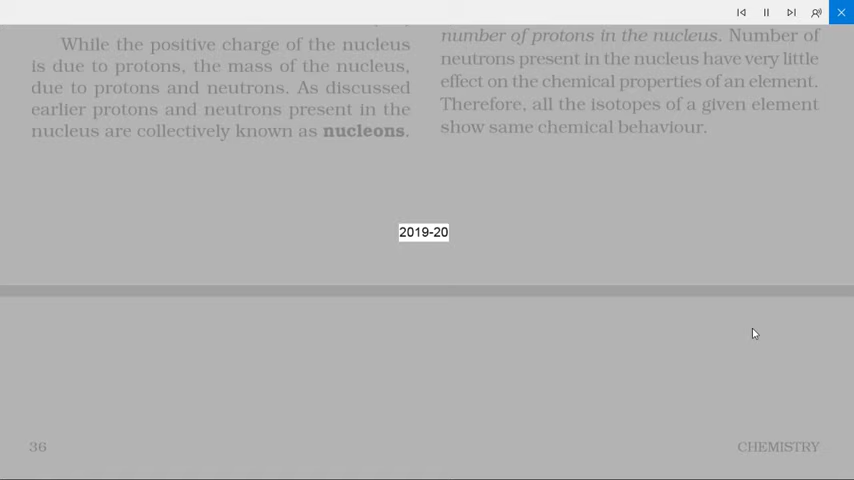 While the positive charge of the nucleus
is due to protons, the mass of the nucleus,
due to protons and neutrons. As discussed
earlier protons and neutrons present in the
nucleus are collectively known as nucleons.
number of protons in the nucleus. Number of
neutrons present in the nucleus have very little
effect on the chemical properties of an element.
Therefore, all the isotopes of a given element
show same chemical behaviour.
2019-20
36
CHEMISTRY